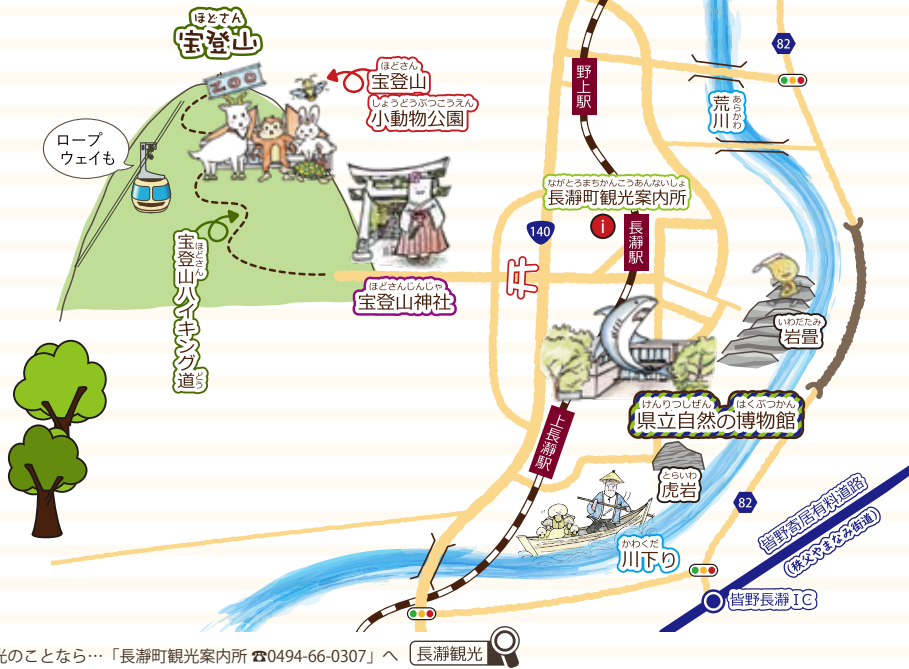 ほどさん
宝登山
ZOO
ほどさん
宝登山
しょうどうぶつこうえん
小動物公園
ロープ
ウェイも
ほどさん
どう
宝登山ハイキング道
ほどさんじんじゃ
宝登山神社
野上駅
82
あらかわ
荒川
ながとろまちかんこうあんないしょ
長瀞町観光案内所
i
長瀞駅
140
いわだたみ
岩畳
けんりつしぜん はくぶつかん
県立自然の博物館
上長瀞駅
とらいわ
虎岩
82
かわくだ
川下り
皆野寄居有料道路
(秩父やまなみ街道)
皆野長瀞IC
光のことなら…「長瀞町観光案内所 ☎0494-66-0307」へ
長瀞観光